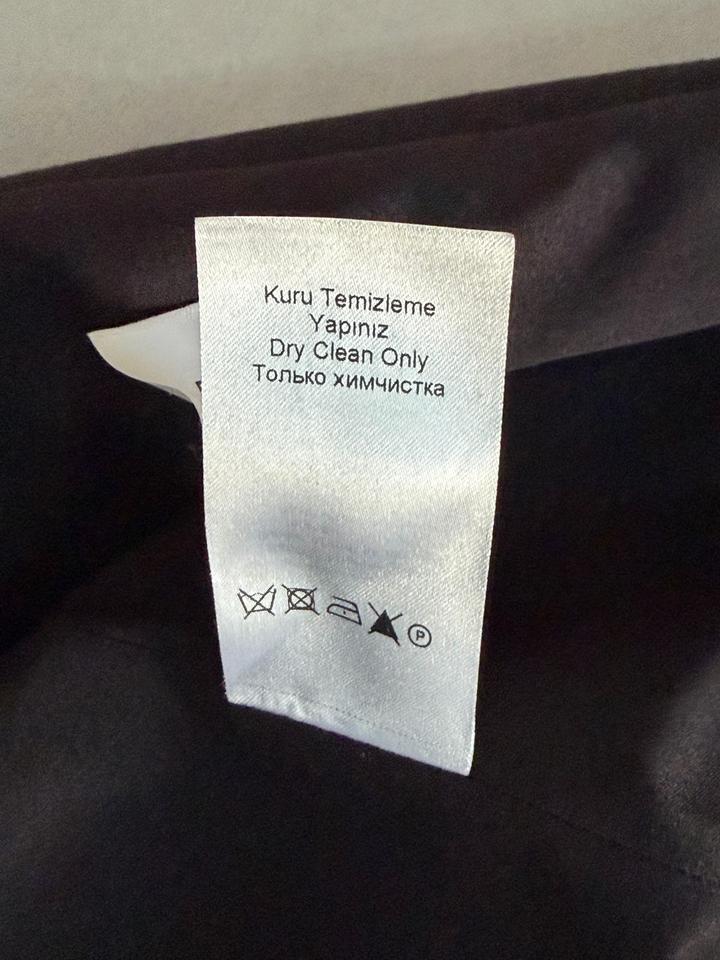 Kuru Temizleme
Yapınız
Dry Clean Only
Только химчистка
P